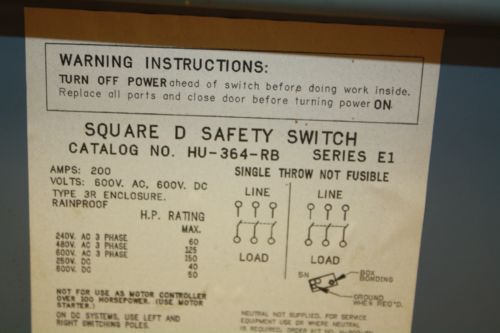 WARNING INSTRUCTIONS:
TURN OFF POWER ahead of switch before doing work inside.
Replace all parts and close door before turning power ON.
SQUARE D SAFETY SWITCH
CATALOG NO. HU-364-RB SERIES E1
AMPS: 200
VOLTS: 600V. AC, 600V. DC
TYPE 3R ENCLOSURE.
RAINPROOF
H.P. RATING
MAX.
240V. AC 3 PHASE 60
480V. AC 3 PHASE 125
600V. AC 3 PHASE 150
250V. DC 40
600V. DC 50
NOT FOR USE AS MOTOR CONTROLLER
OVER 100 HORSEPOWER. (USE MOTOR
STARTER.)
ON DC SYSTEMS, USE LEFT AND
RIGHT SWITCHING POLES.
SINGLE THROW NOT FUSIBLE
LINE LINE
LOAD LOAD
SN
BOX
BONDING
GROUND
WHEN REQ'D.
NEUTRAL NOT SUPPLIED, FOR SERVICE
EQUIPMENT USE OR WHERE NEUTRAL
IS REQUIRED, ORDER KIT NO.